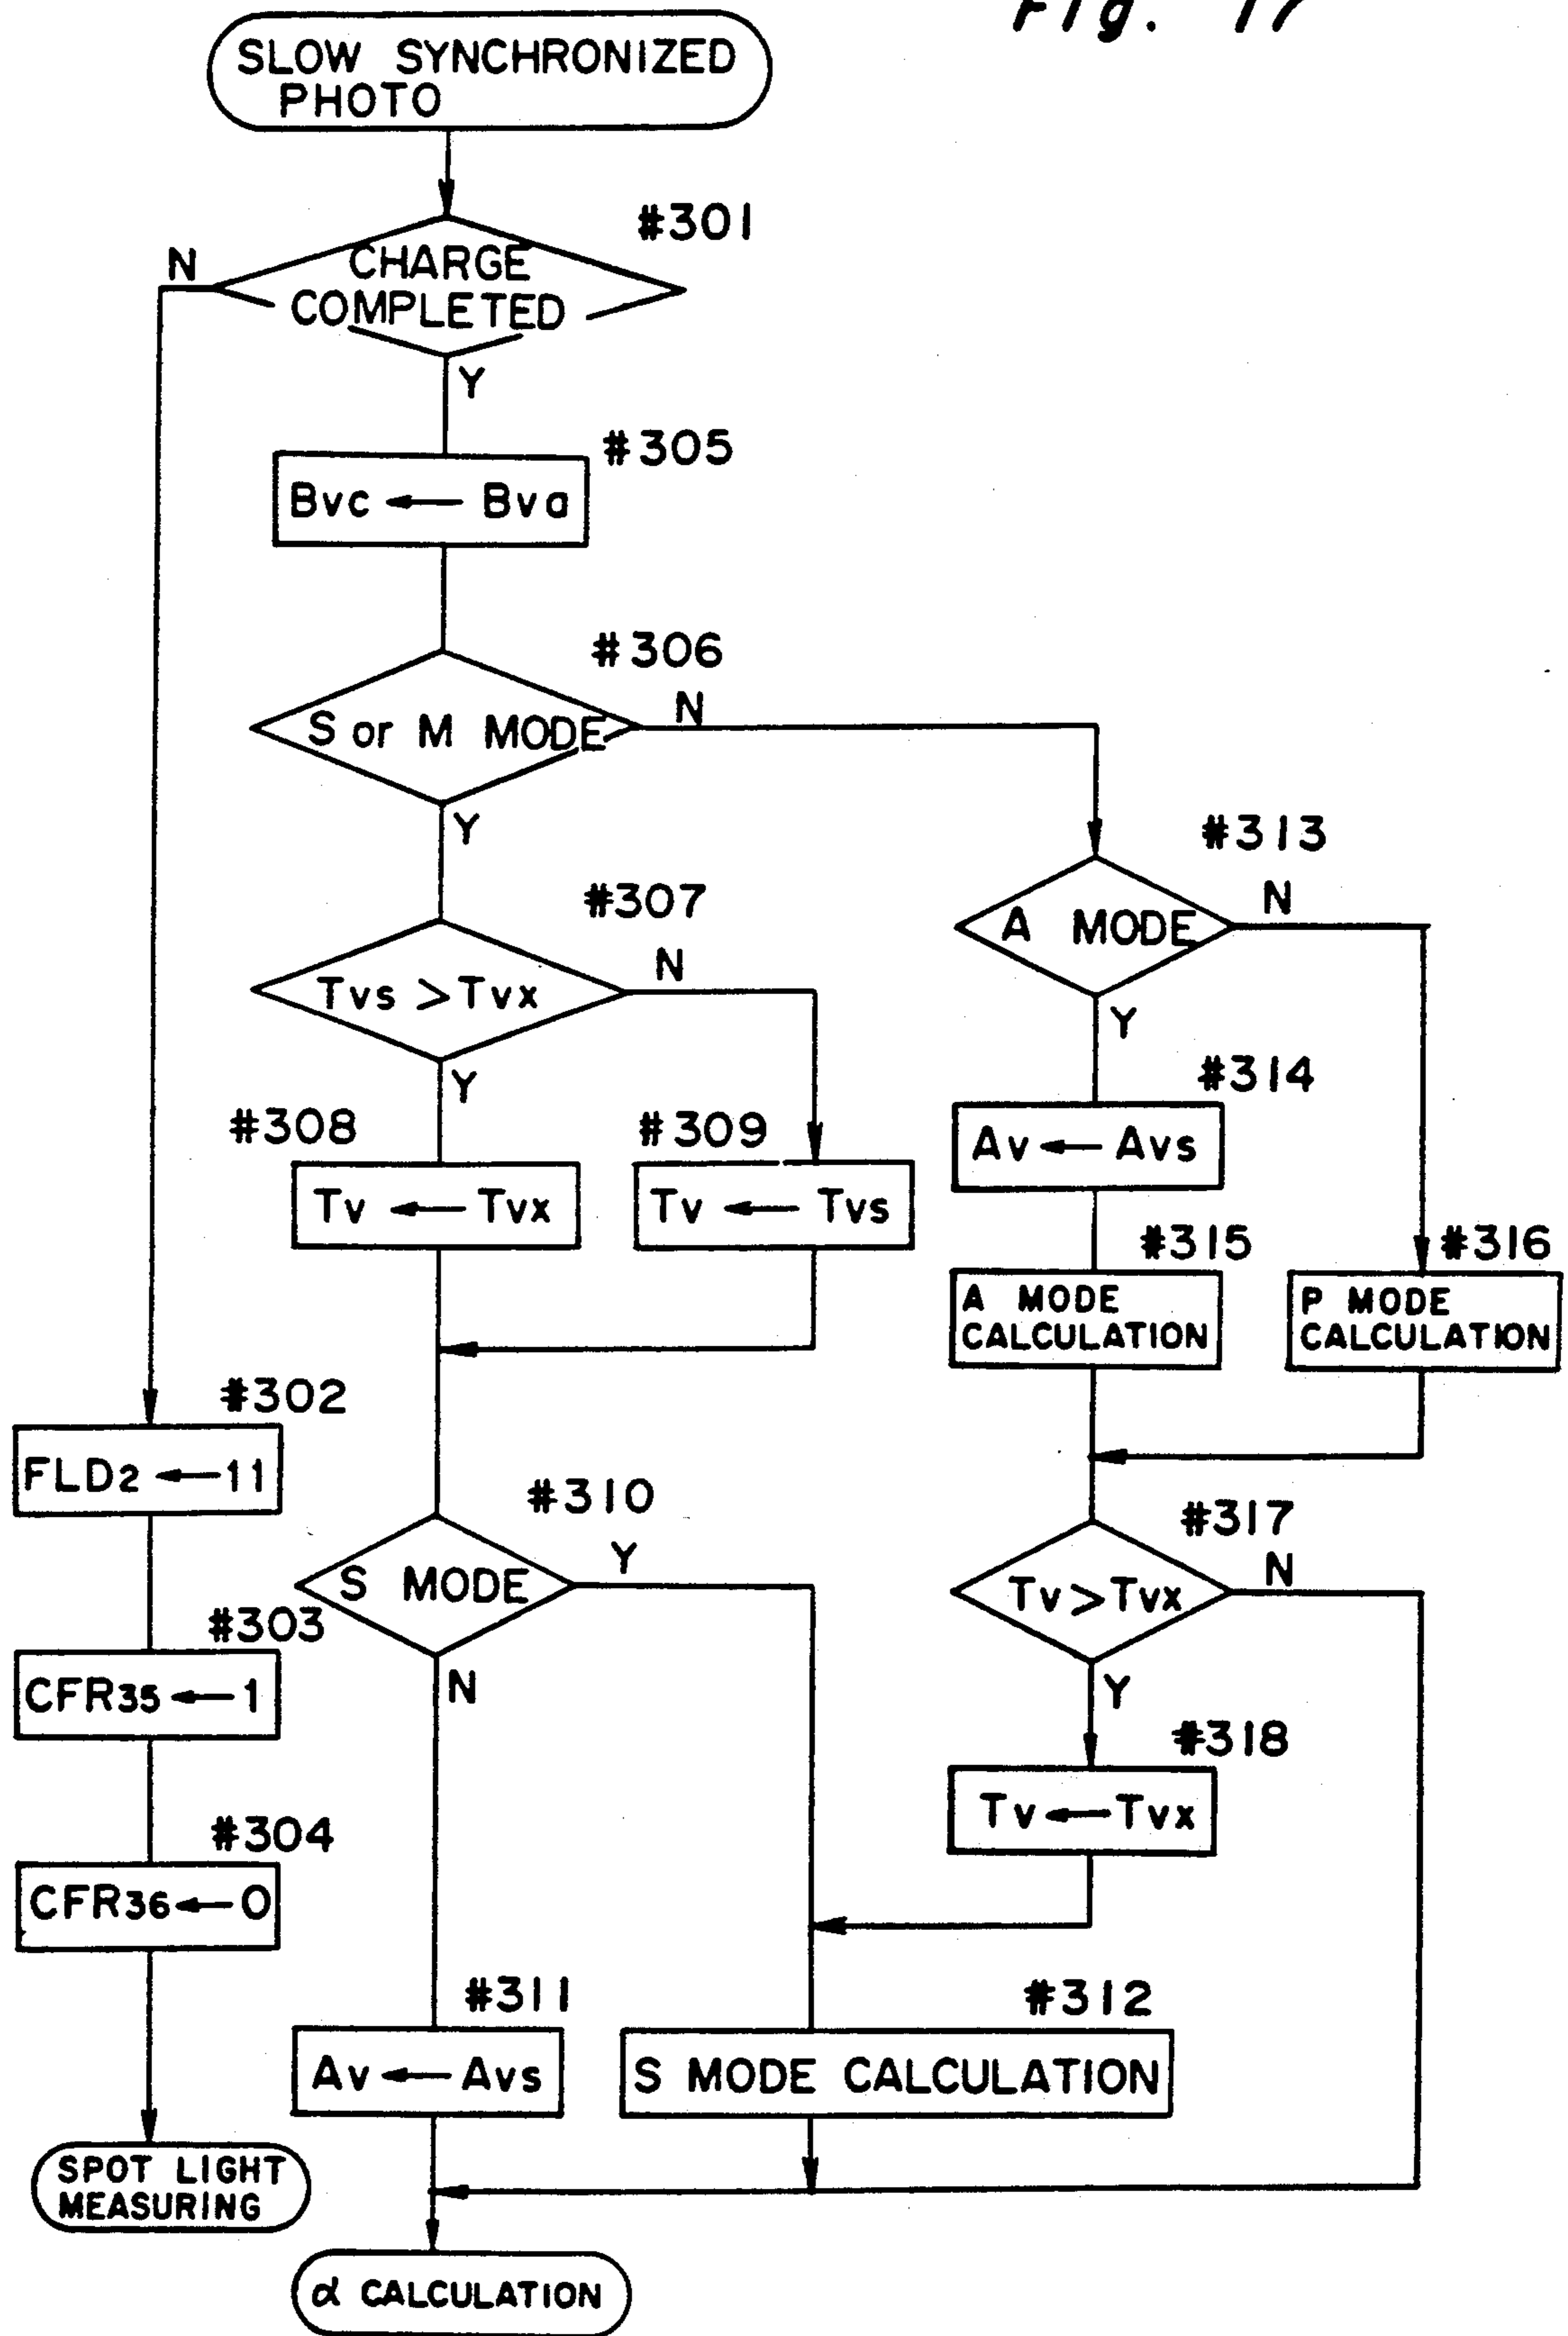 Fig. 17
SLOW SYNCHRONIZED
PHOTO
#301
N
CHARGE
COMPLETED
Y
#305
Bvc ← Bva
#306
N
S or M MODE
Y
#313
N
A MODE
Y
#307
N
Tvs > Tvx
Y
#314
Av ← Avs
#308
Tv ← Tvx
#309
Tv ← Tvs
#315
A MODE
CALCULATION
#316
P MODE
CALCULATION
#302
FLD2 ← 11
#310
Y
S MODE
N
#317
N
Tv > Tvx
Y
#303
CFR35 ← 1
#318
Tv ← Tvx
#304
CFR36 ← 0
#311
Av ← Avs
#312
S MODE CALCULATION
SPOT LIGHT
MEASURING
α CALCULATION